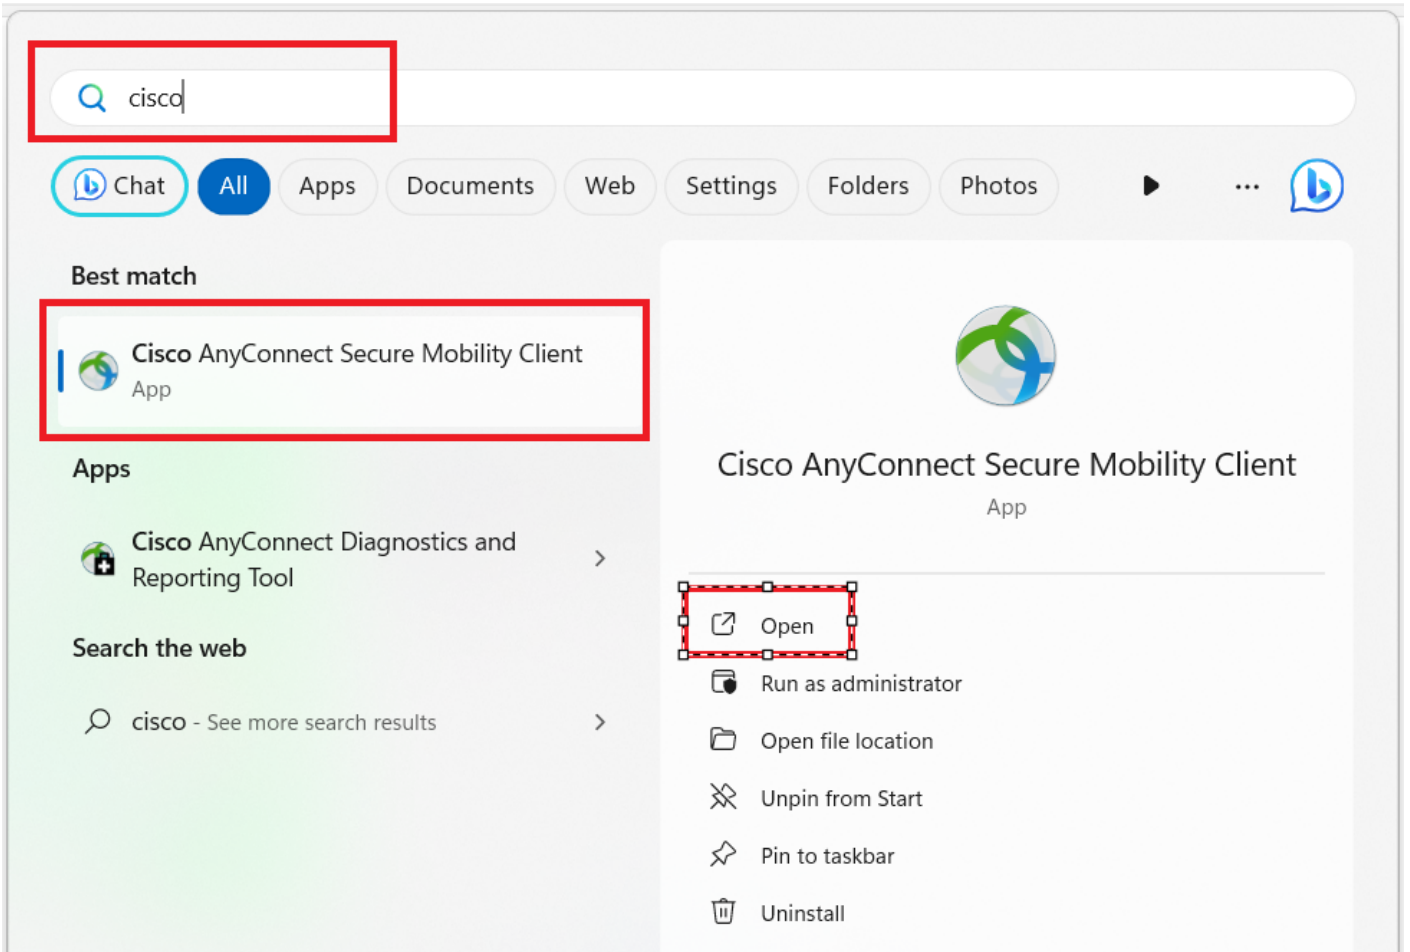 cisco
Chat
All
Apps
Documents
Web
Settings
Folders
Photos
Best match
Cisco AnyConnect Secure Mobility Client
App
Apps
Cisco AnyConnect Diagnostics and
Reporting Tool
Search the web
cisco - See more search results
Cisco AnyConnect Secure Mobility Client
App
Open
Run as administrator
Open file location
Unpin from Start
Pin to taskbar
Uninstall